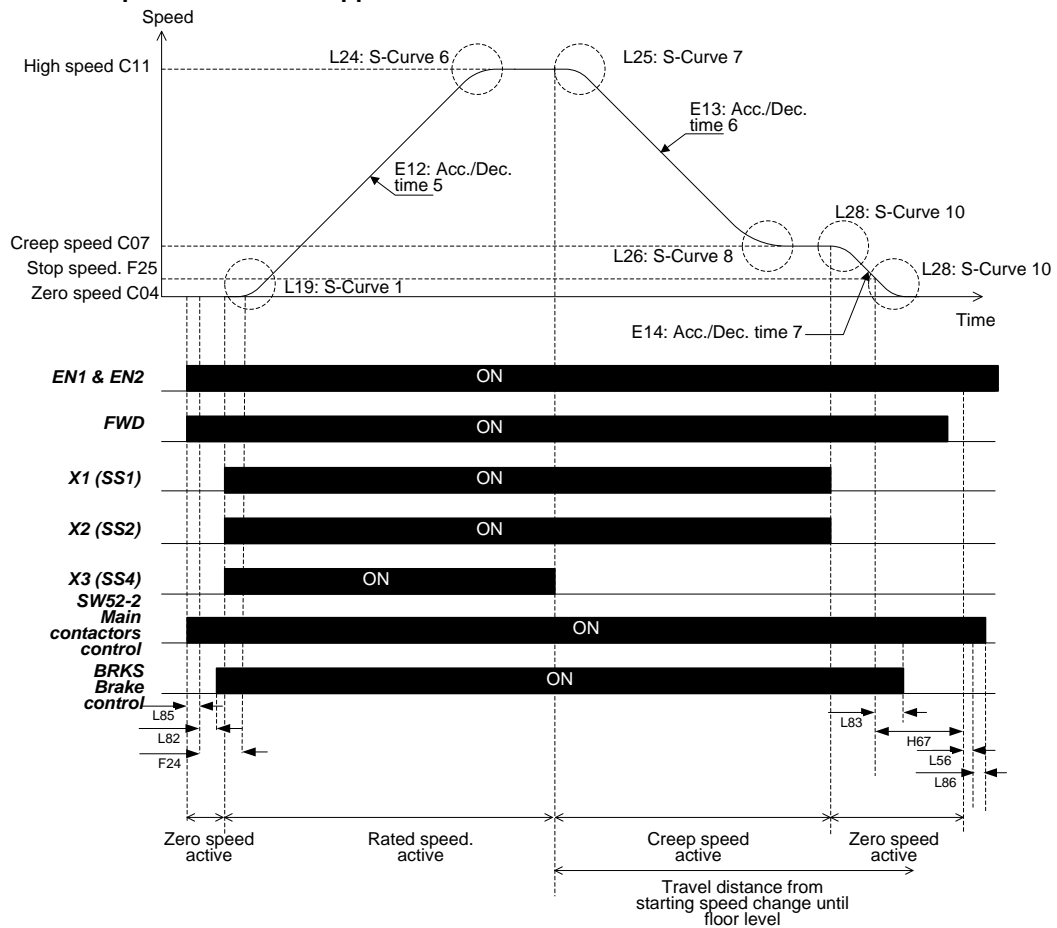 Speed
High speed C11
L24: S-Curve 6
L25: S-Curve 7
E13: Acc./Dec.
time 6
E12: Acc./Dec.
time 5
L28: S-Curve 10
Creep speed C07
L26: S-Curve 8
Stop speed. F25
L28: S-Curve 10
L19: S-Curve 1
Zero speed C04
Time
E14: Acc./Dec. time 7
EN1 & EN2
ON
FWD
ON
X1 (SS1)
ON
X2 (SS2)
ON
X3 (SS4)
ON
SW52-2
Main
contactors
control
ON
BRKS
Brake
control
ON
L85
L83
L82
H67
F24
L56
L86
Zero speed
active
Rated speed.
active
Creep speed
active
Zero speed
active
Travel distance from
starting speed change until
floor level